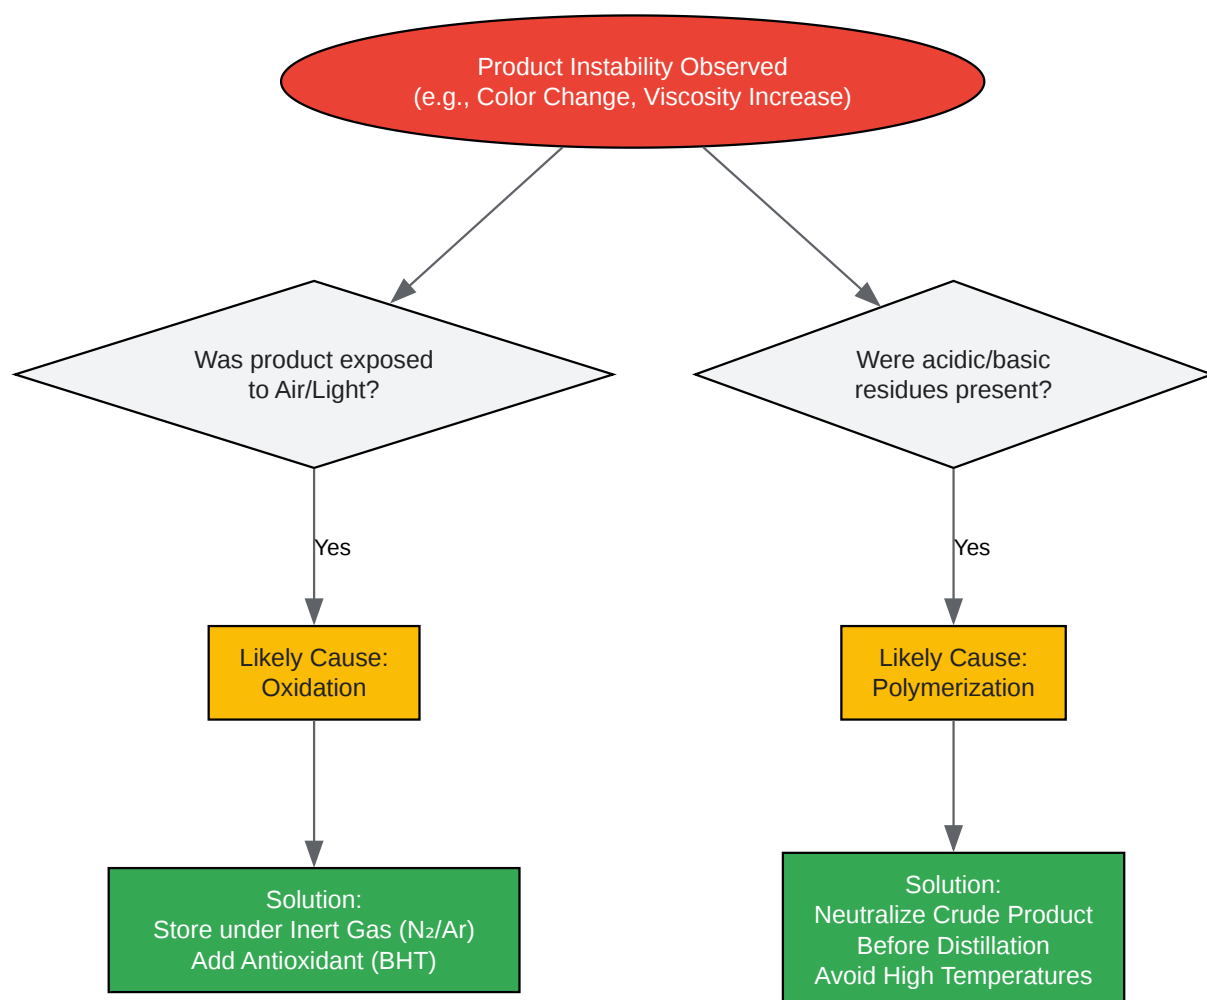 Product Instability Observed
(e.g., Color Change, Viscosity Increase)
Was product exposed
to Air/Light?
Were acidic/basic
residues present?
Yes
Yes
Likely Cause:
Oxidation
Likely Cause:
Polymerization
Solution:
Store under Inert Gas (N₂/Ar)
Add Antioxidant (BHT)
Solution:
Neutralize Crude Product
Before Distillation
Avoid High Temperatures